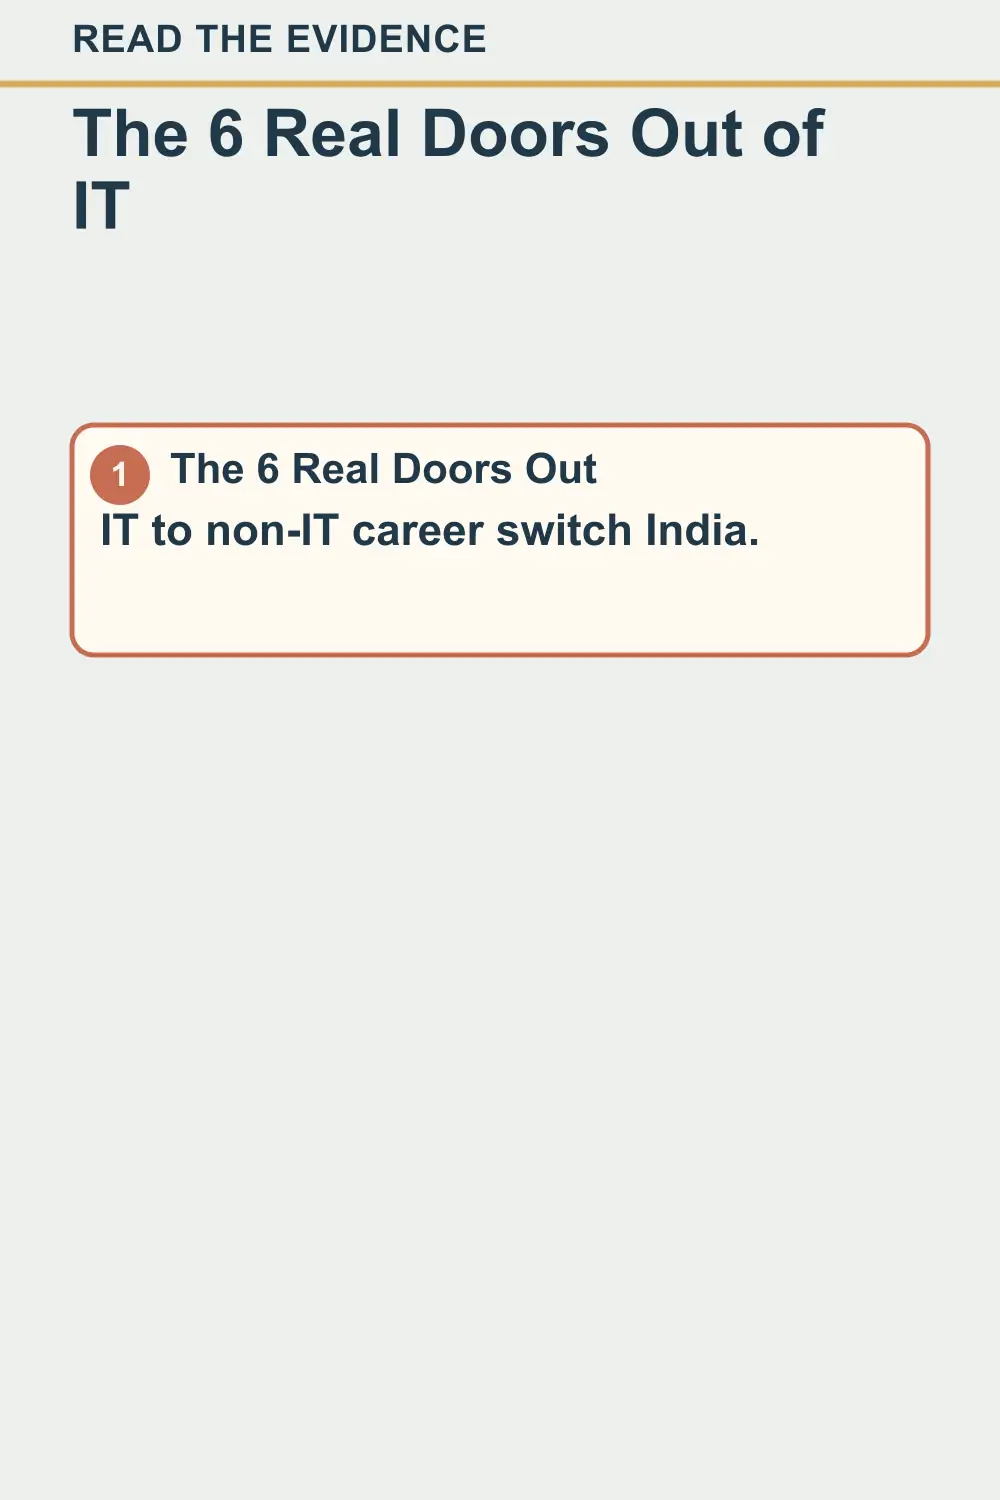 READ THE EVIDENCE
The 6 Real Doors Out of
IT
1 The 6 Real Doors Out
IT to non-IT career switch India.